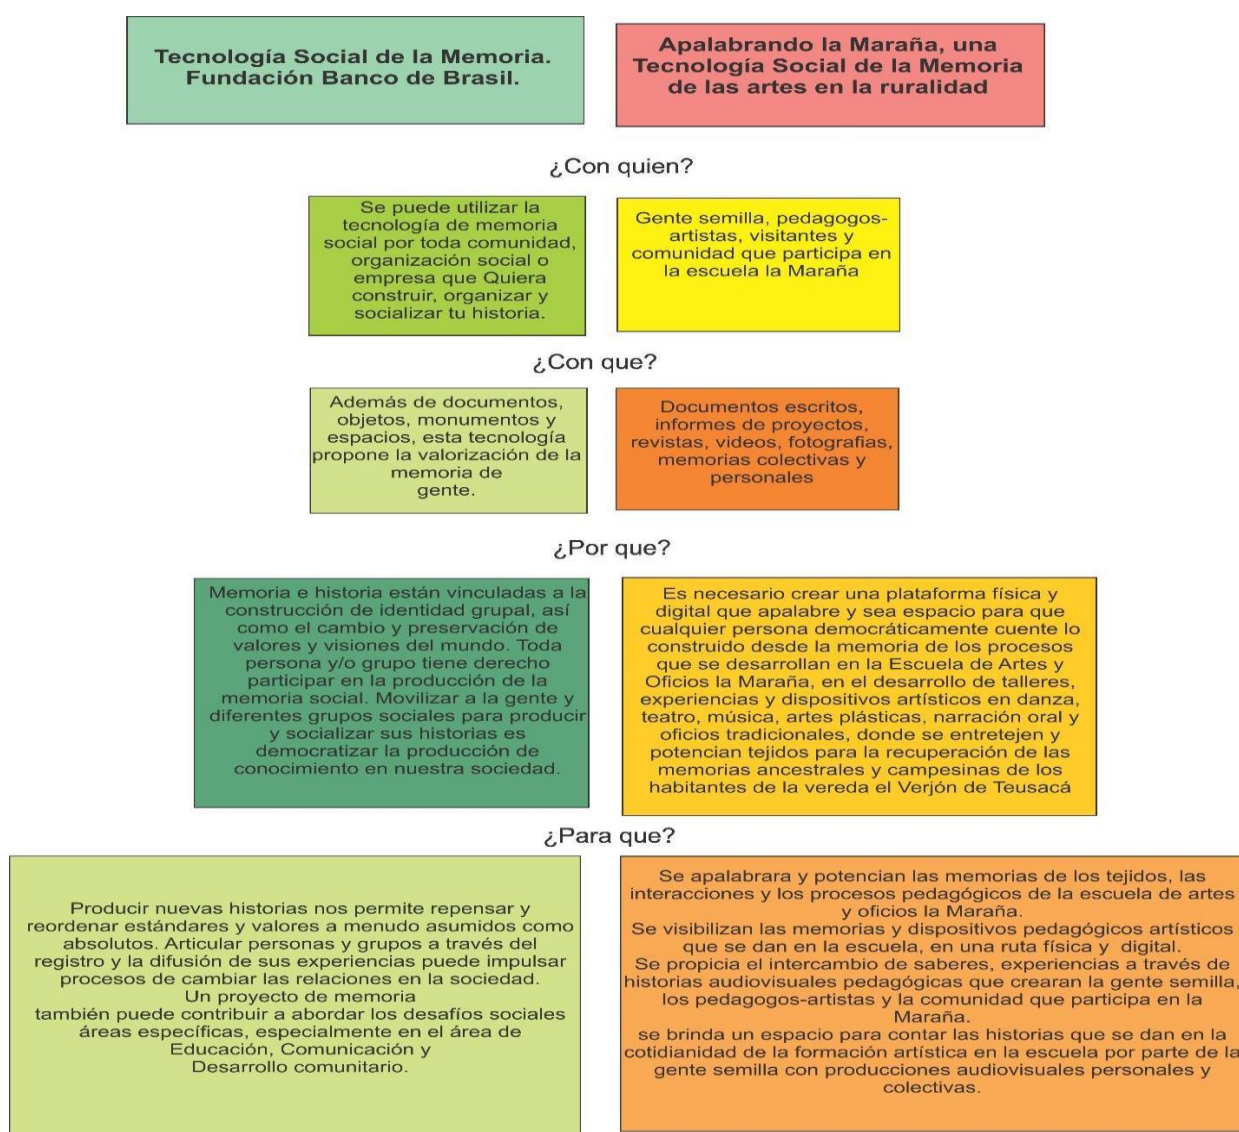 Tecnología Social de la Memoria.
Fundación Banco de Brasil.
Apalabrando la Maraña, una
Tecnología Social de la Memoria
de las artes en la ruralidad
¿Con quien?
Se puede utilizar la
tecnología de memoria
social por toda comunidad,
organización social o
empresa que Quiera
construir, organizar y
socializar tu historia.
Gente semilla, pedagogos-
artistas, visitantes y
comunidad que participa en
la escuela la Maraña
¿Con que?
Además de documentos,
objetos, monumentos y
espacios, esta tecnología
propone la valorización de la
memoria de
gente.
Documentos escritos,
informes de proyectos,
revistas, videos, fotografias,
memorias colectivas y
personales
¿Por que?
Memoria e historia están vinculadas a la
construcción de identidad grupal, así
como el cambio y preservación de
valores y visiones del mundo. Toda
persona y/o grupo tiene derecho
participar en la producción de la
memoria social. Movilizar a la gente y
diferentes grupos sociales para producir
y socializar sus historias es
democratizar la producción de
conocimiento en nuestra sociedad.
Es necesario crear una plataforma física y
digital que apalabre y sea espacio para que
cualquier persona democráticamente cuente lo
construido desde la memoria de los procesos
que se desarrollan en la Escuela de Artes y
Oficios la Maraña, en el desarrollo de talleres,
experiencias y dispositivos artísticos en danza,
teatro, música, artes plásticas, narración oral y
oficios tradicionales, donde se entretejen y
potencian tejidos para la recuperación de las
memorias ancestrales y campesinas de los
habitantes de la vereda el Verjón de Teusacá
¿Para que?
Producir nuevas historias nos permite repensar y
reordenar estándares y valores a menudo asumidos como
absolutos. Articular personas y grupos a través del
registro y la difusión de sus experiencias puede impulsar
procesos de cambiar las relaciones en la sociedad.
Un proyecto de memoria
también puede contribuir a abordar los desafíos sociales
áreas específicas, especialmente en el área de
Educación, Comunicación y
Desarrollo comunitario.
Se apalabrara y potencian las memorias de los tejidos, las
interacciones y los procesos pedagógicos de la escuela de artes
y oficios la Maraña.
Se visibilizan las memorias y dispositivos pedagógicos artísticos
que se dan en la escuela, en una ruta física y digital.
Se propicia el intercambio de saberes, experiencias a través de
historias audiovisuales pedagógicas que crearan la gente semilla,
los pedagogos-artistas y la comunidad que participa en la
Maraña.
se brinda un espacio para contar las historias que se dan en la
cotidianidad de la formación artística en la escuela por parte de la
gente semilla con producciones audiovisuales personales y
colectivas.